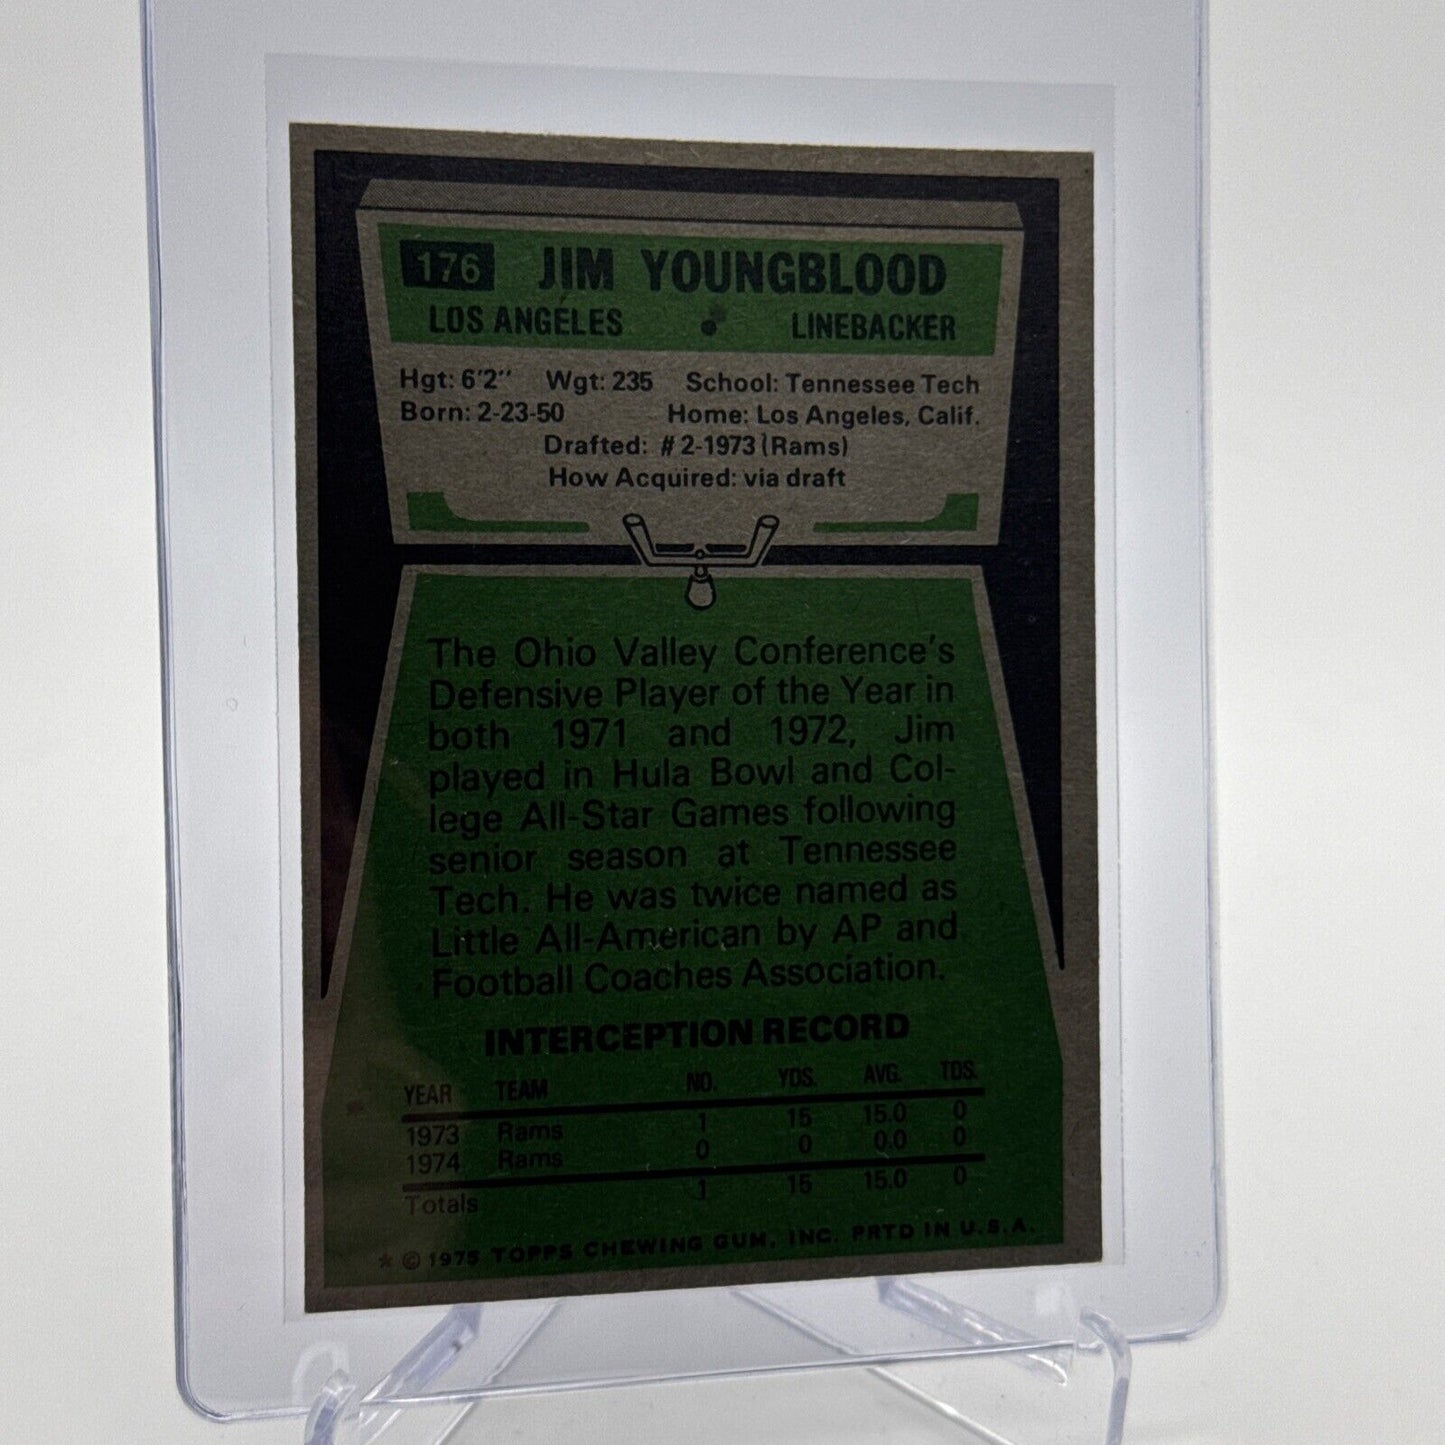 176 JIM YOUNGBLOOD
LOS ANGELES • LINEBACKER
Hgt: 6'2" Wgt: 235 School: Tennessee Tech
Born: 2-23-50 Home: Los Angeles, Calif.
Drafted: #2-1973 (Rams)
How Acquired: via draft
The Ohio Valley Conference's
Defensive Player of the Year in
both 1971 and 1972, Jim
played in Hula Bowl and Col-
lege All-Star Games following
senior season at Tennessee
Tech. He was twice named as
Little All-American by AP and
Football Coaches Association.
INTERCEPTION RECORD
YEAR TEAM NO. YDS. AVG. TDS.
1973 Rams 1 15 15.0 0
1974 Rams 0 0 0.0 0
Totals 1 15 15.0 0
* © 1975 TOPPS CHEWING GUM, INC. PRTD IN U.S.A.